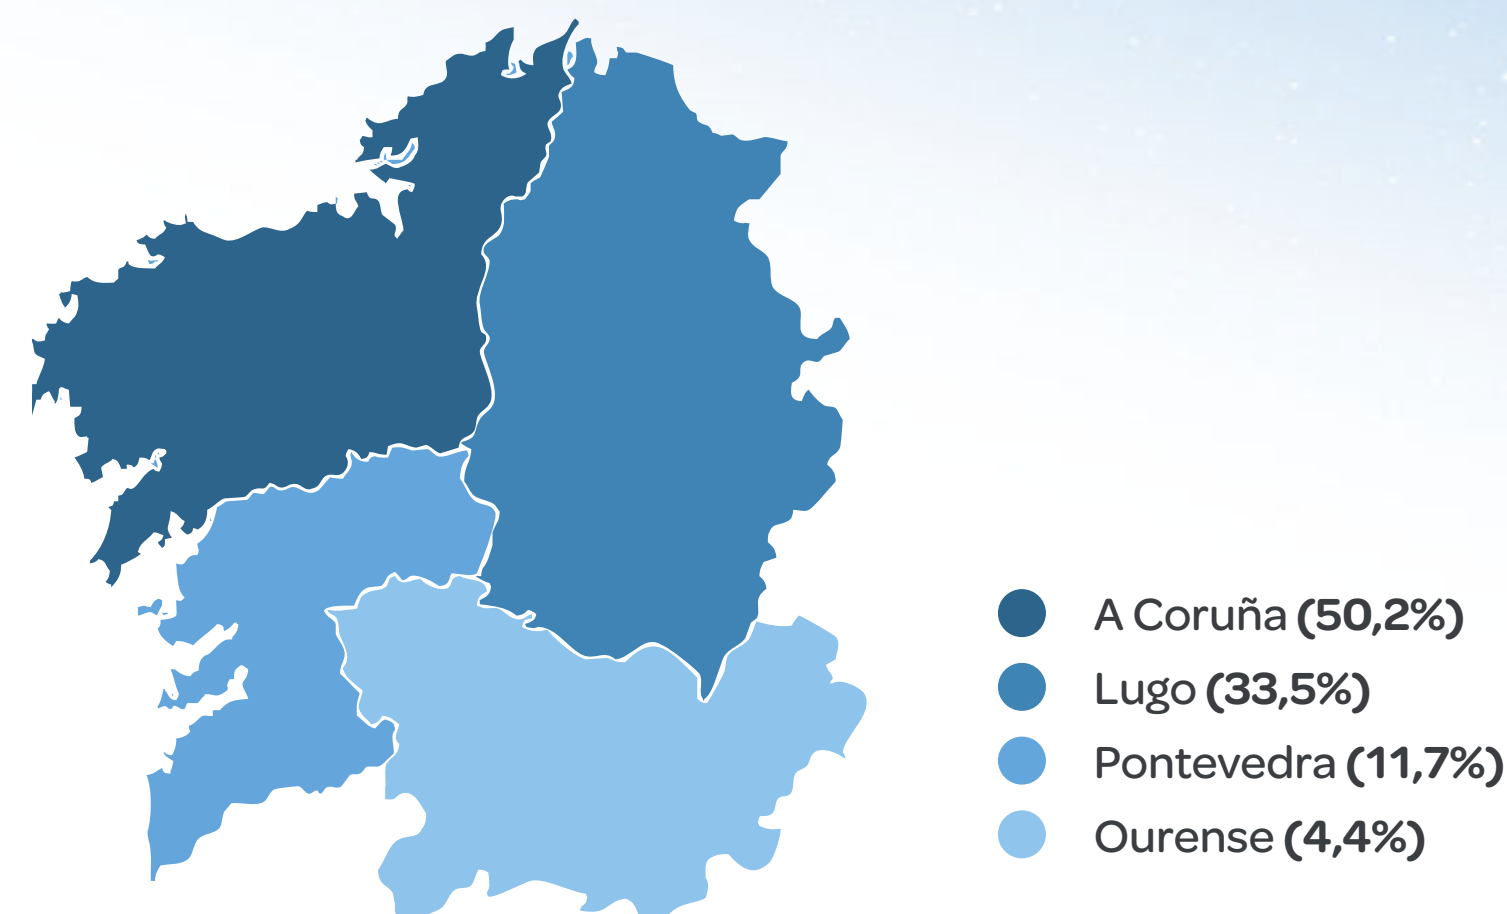 A Coruña (50,2%)
Lugo (33,5%)
Pontevedra (11,7%)
Ourense (4,4%)